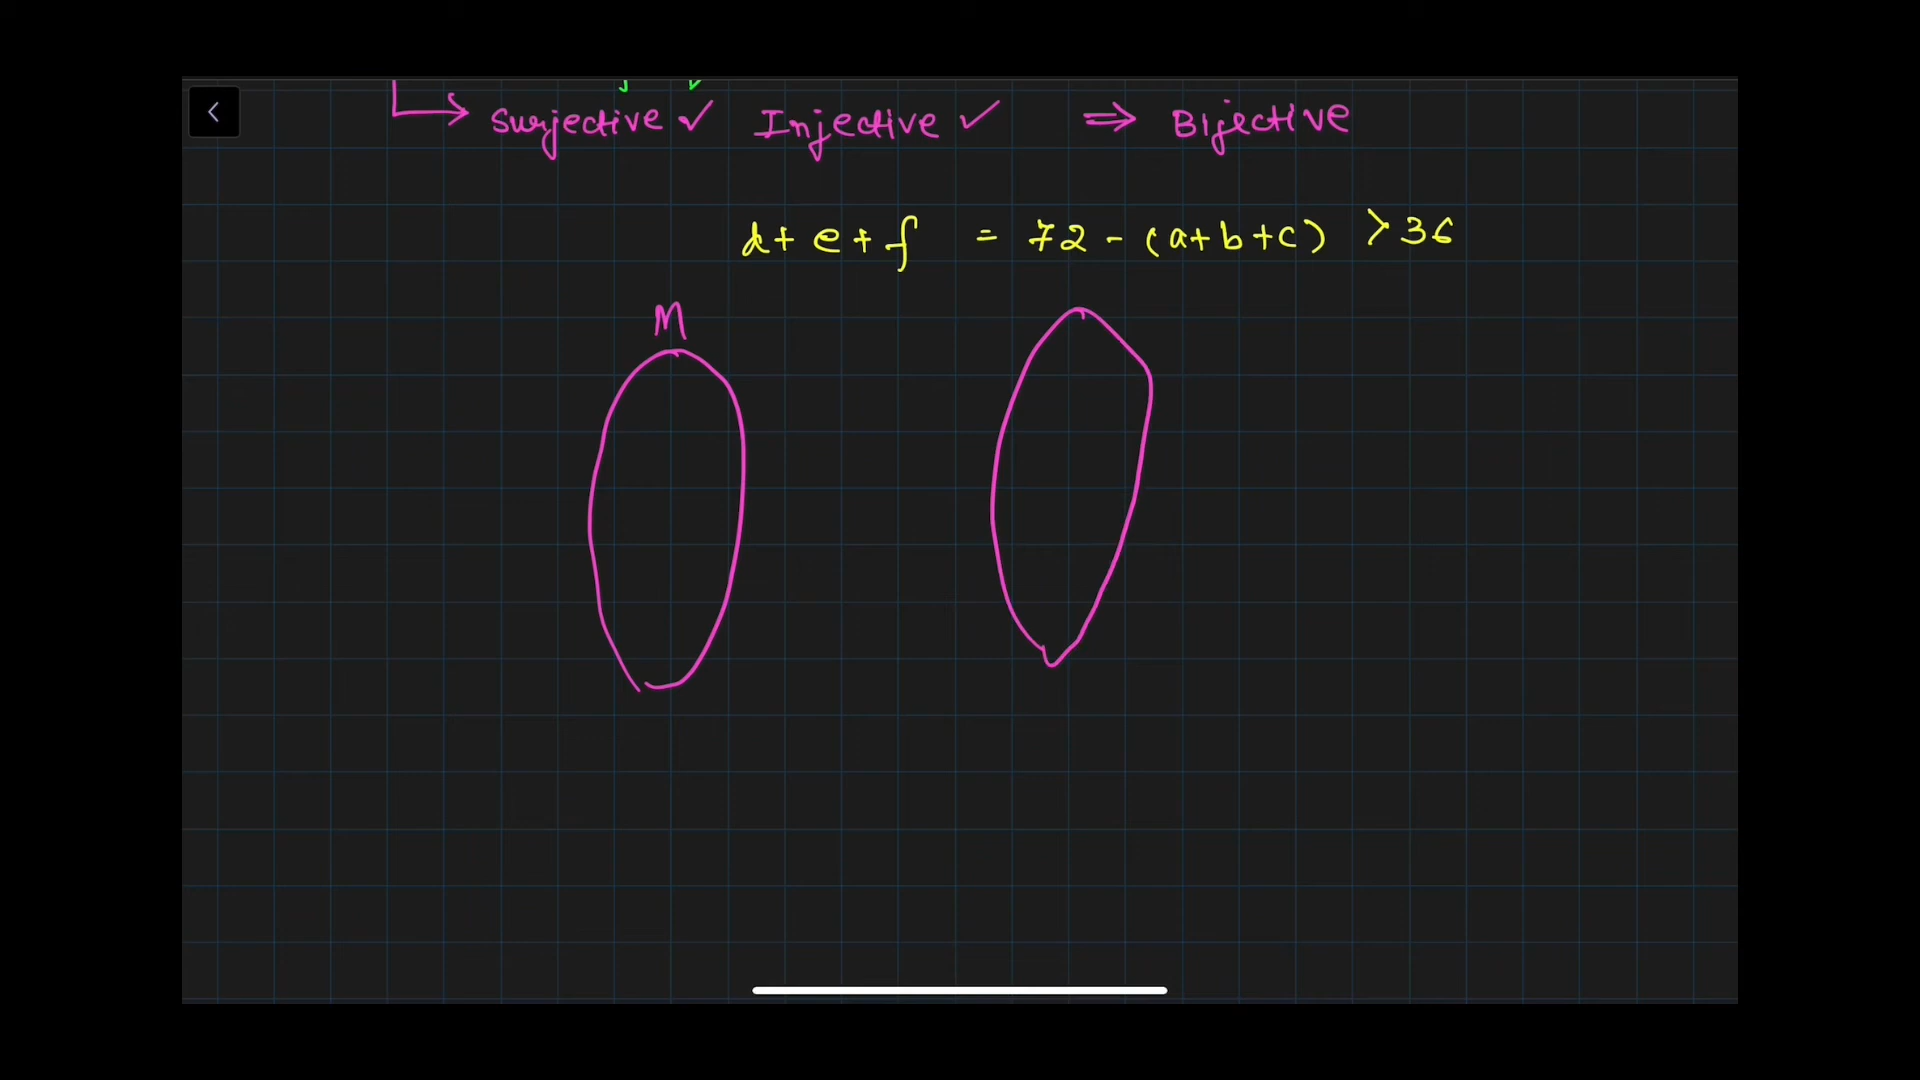 Surjective ✓ Injective ✓ ⇒ Bijective
d+ e+ f = 72 - (a+b+c) > 36
M